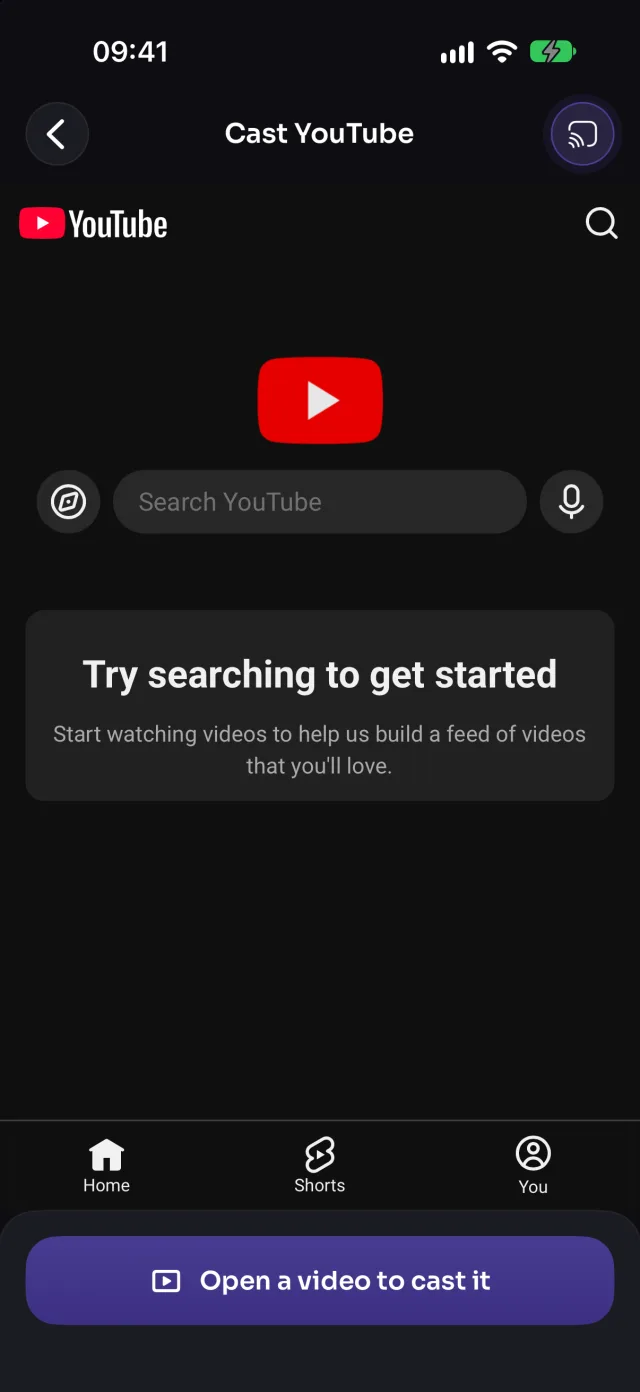 09:41
Cast YouTube
YouTube
Search YouTube
Try searching to get started
Start watching videos to help us build a feed of videos
that you'll love.
Home
Shorts
You
Open a video to cast it